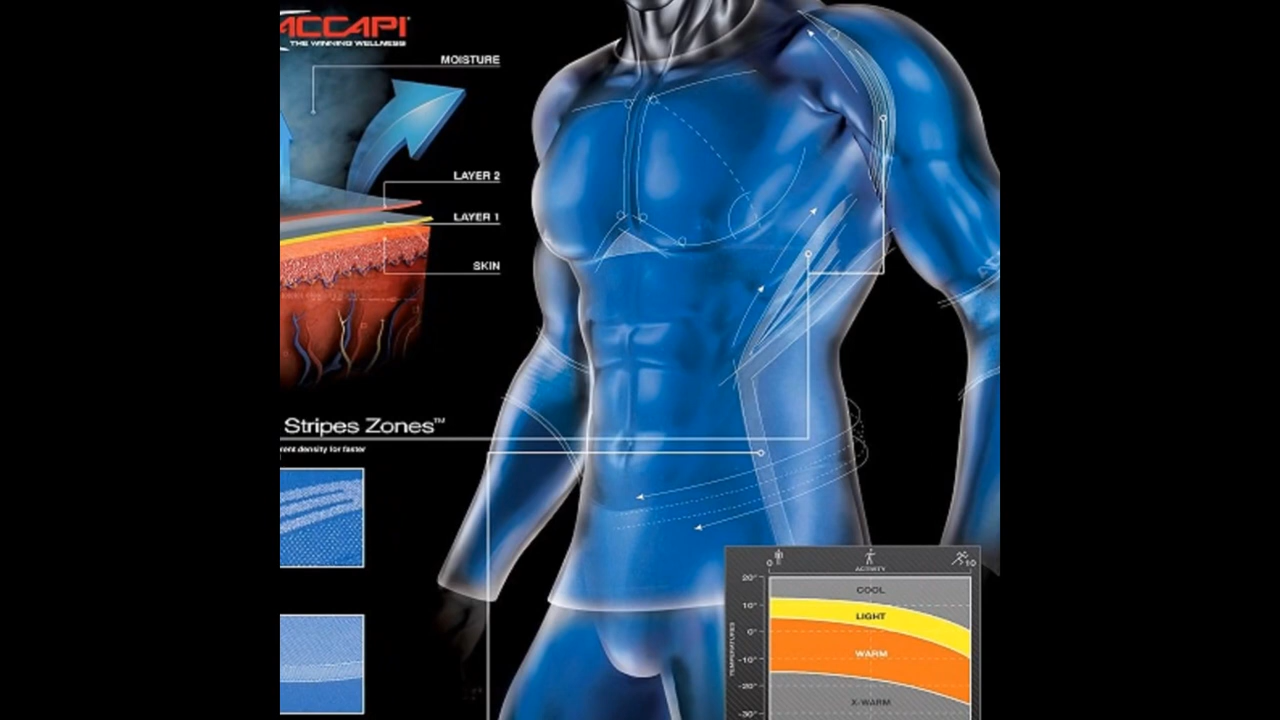 ACCAPI
THE WINNING WELLNESS
MOISTURE
LAYER 2
LAYER 1
SKIN
Stripes Zones™
rent density for faster
0 10
ACTIVITY
TEMPERATURES
20°
10°
0°
-10°
-20°
-30°
COOL
LIGHT
WARM
X-WARM